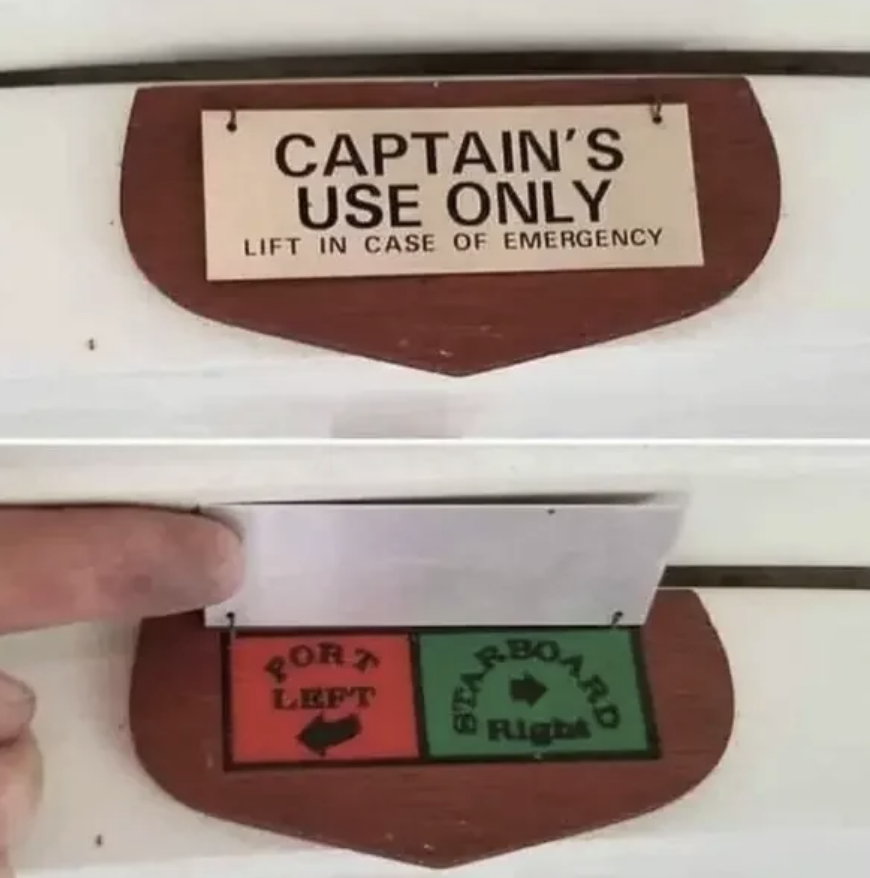 CAPTAIN'S
USE ONLY
LIFT IN CASE OF EMERGENCY
PORT
LEFT
STARBOARD
Right